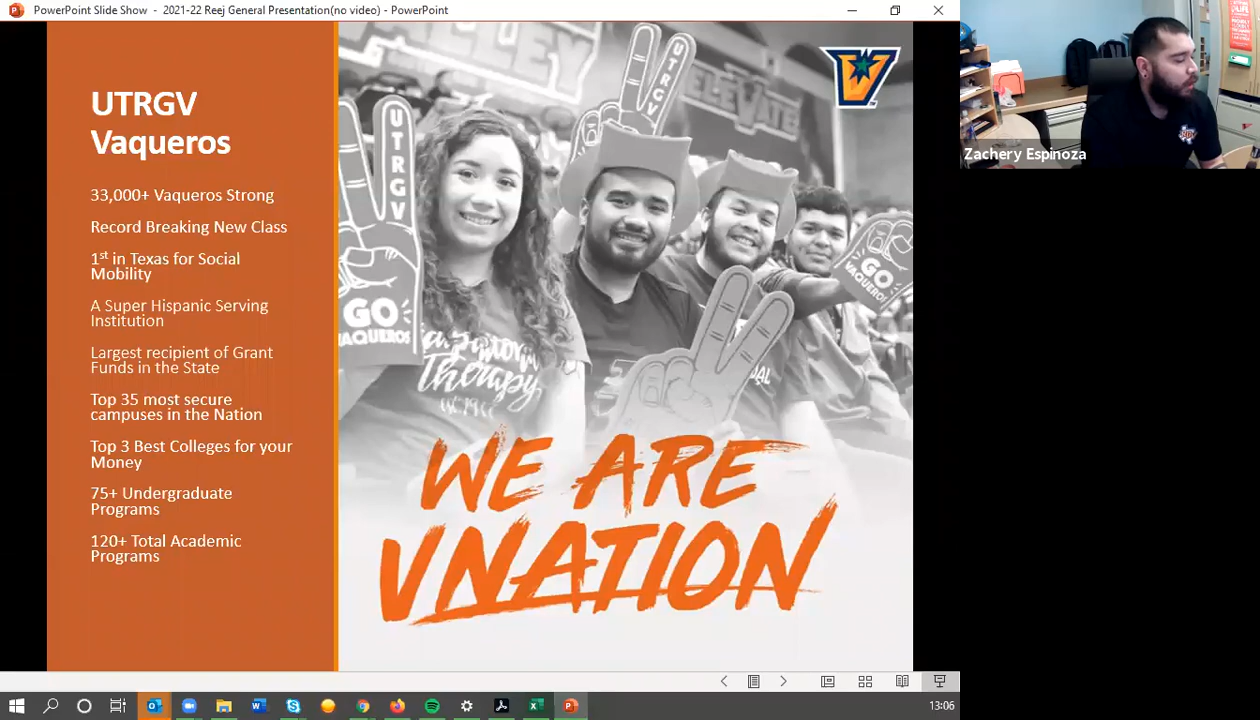 PowerPoint Slide Show - 2021-22 Reej General Presentation(no video) - PowerPoint
UTRGV
Vaqueros
33,000+ Vaqueros Strong
Record Breaking New Class
1st in Texas for Social
Mobility
A Super Hispanic Serving
Institution
Largest recipient of Grant
Funds in the State
Top 35 most secure
campuses in the Nation
Top 3 Best Colleges for your
Money
75+ Undergraduate
Programs
120+ Total Academic
Programs
ELEVATE
UTRGV
UTRGV
GO
VAQUEROS
GO
VAQUEROS
Therapy
WE ARE
VNATION
Zachery Espinoza
13:06